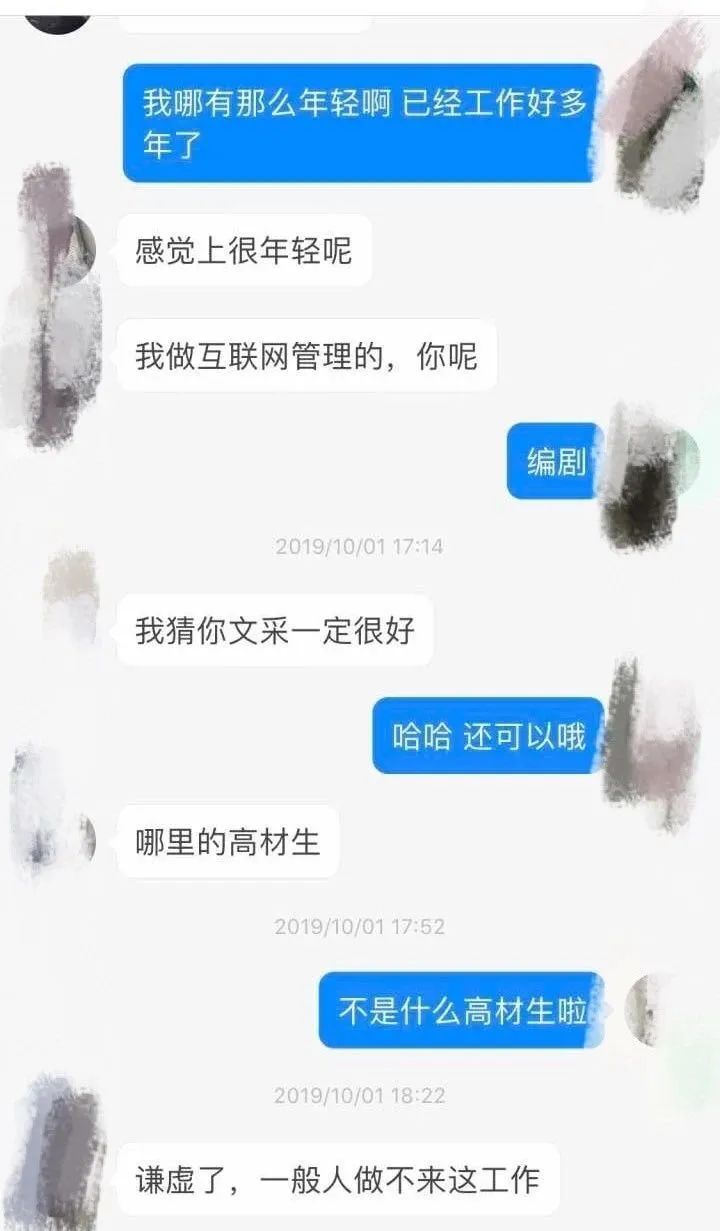 我哪有那么年轻啊 已经工作好多
年了
感觉上很年轻呢
我做互联网管理的，你呢
编剧
2019/10/01 17:14
我猜你文采一定很好
哈哈 还可以哦
哪里的高材生
2019/10/01 17:52
不是什么高材生啦
2019/10/01 18:22
谦虚了，一般人做不来这工作